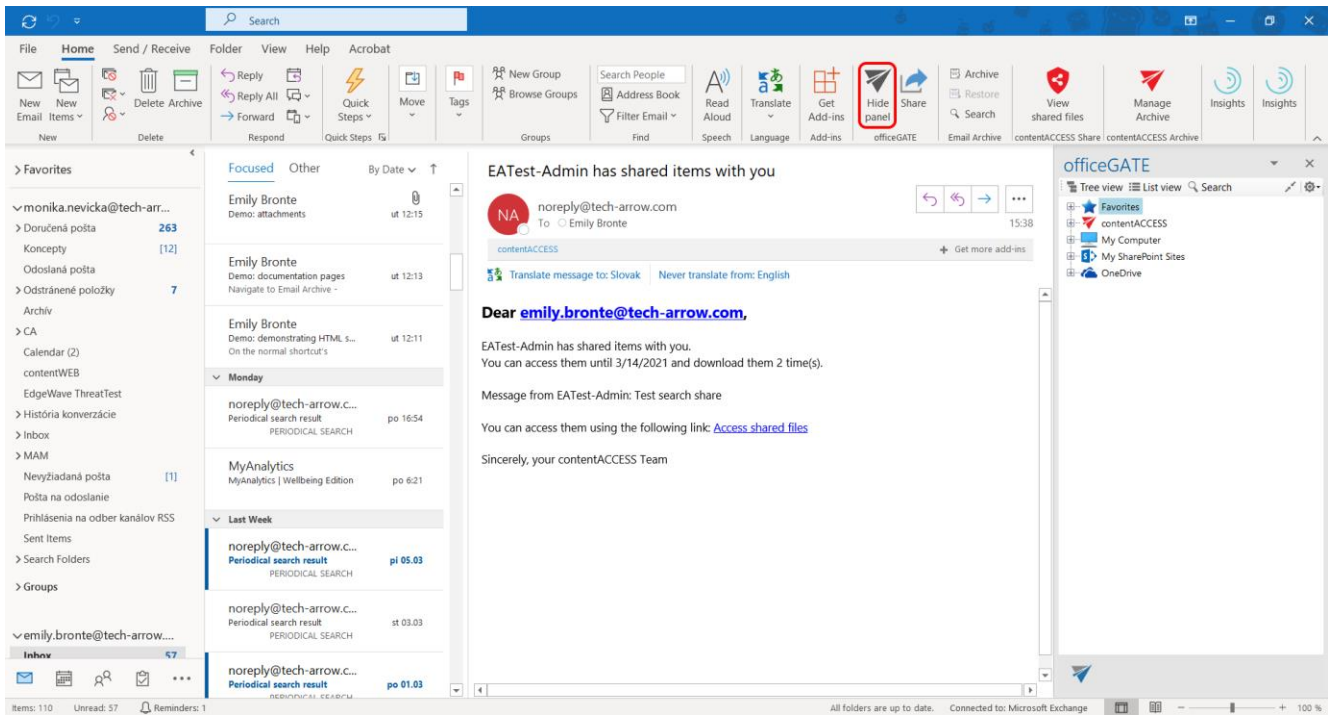 Search
File Home Send / Receive Folder View Help Acrobat
New Email
New Items
Delete
Archive
Reply
Reply All
Forward
Quick Steps
Move
Tags
New Group
Browse Groups
Search People
Address Book
Filter Email
Read Aloud
Translate
Get Add-ins
Hide panel
Share
Archive
Restore
Search
View shared files
Manage Archive
Insights
Insights
New Delete Respond Quick Steps Groups Find Speech Language Add-ins officeGATE Email Archive contentACCESS Share contentACCESS Archive
Favorites
monika.nevicka@tech-arr...
Doručená pošta 263
Koncepty [12]
Odoslaná pošta
Odstránené položky 7
Archív
CA
Calendar (2)
contentWEB
EdgeWave ThreatTest
História konverzácie
Inbox
MAM
Nevyžiadaná pošta [1]
Pošta na odoslanie
Prihlásenia na odber kanálov RSS
Sent Items
Search Folders
Groups
emily.bronte@tech-arrow....
Inbox 57
Focused Other By Date
Emily Bronte
Demo: attachments ut 12:15
Emily Bronte
Demo: documentation pages ut 12:13
Navigate to Email Archive -
Emily Bronte
Demo: demonstrating HTML s... ut 12:11
On the normal shortcut's
Monday
noreply@tech-arrow.c...
Periodical search result po 16:54
PERIODICAL SEARCH
MyAnalytics
MyAnalytics | Wellbeing Edition po 6:21
Last Week
noreply@tech-arrow.c...
Periodical search result pi 05.03
PERIODICAL SEARCH
noreply@tech-arrow.c...
Periodical search result st 03.03
PERIODICAL SEARCH
noreply@tech-arrow.c...
Periodical search result po 01.03
PERIODICAL SEARCH
EATest-Admin has shared items with you
NA
noreply@tech-arrow.com
To Emily Bronte 15:38
contentACCESS + Get more add-ins
Translate message to: Slovak Never translate from: English
Dear emily.bronte@tech-arrow.com,
EATest-Admin has shared items with you.
You can access them until 3/14/2021 and download them 2 time(s).
Message from EATest-Admin: Test search share
You can access them using the following link: Access shared files
Sincerely, your contentACCESS Team
officeGATE
Tree view List view Search
Favorites
contentACCESS
My Computer
My SharePoint Sites
OneDrive
Items: 110 Unread: 57 Reminders: 1 All folders are up to date. Connected to: Microsoft Exchange 100 %